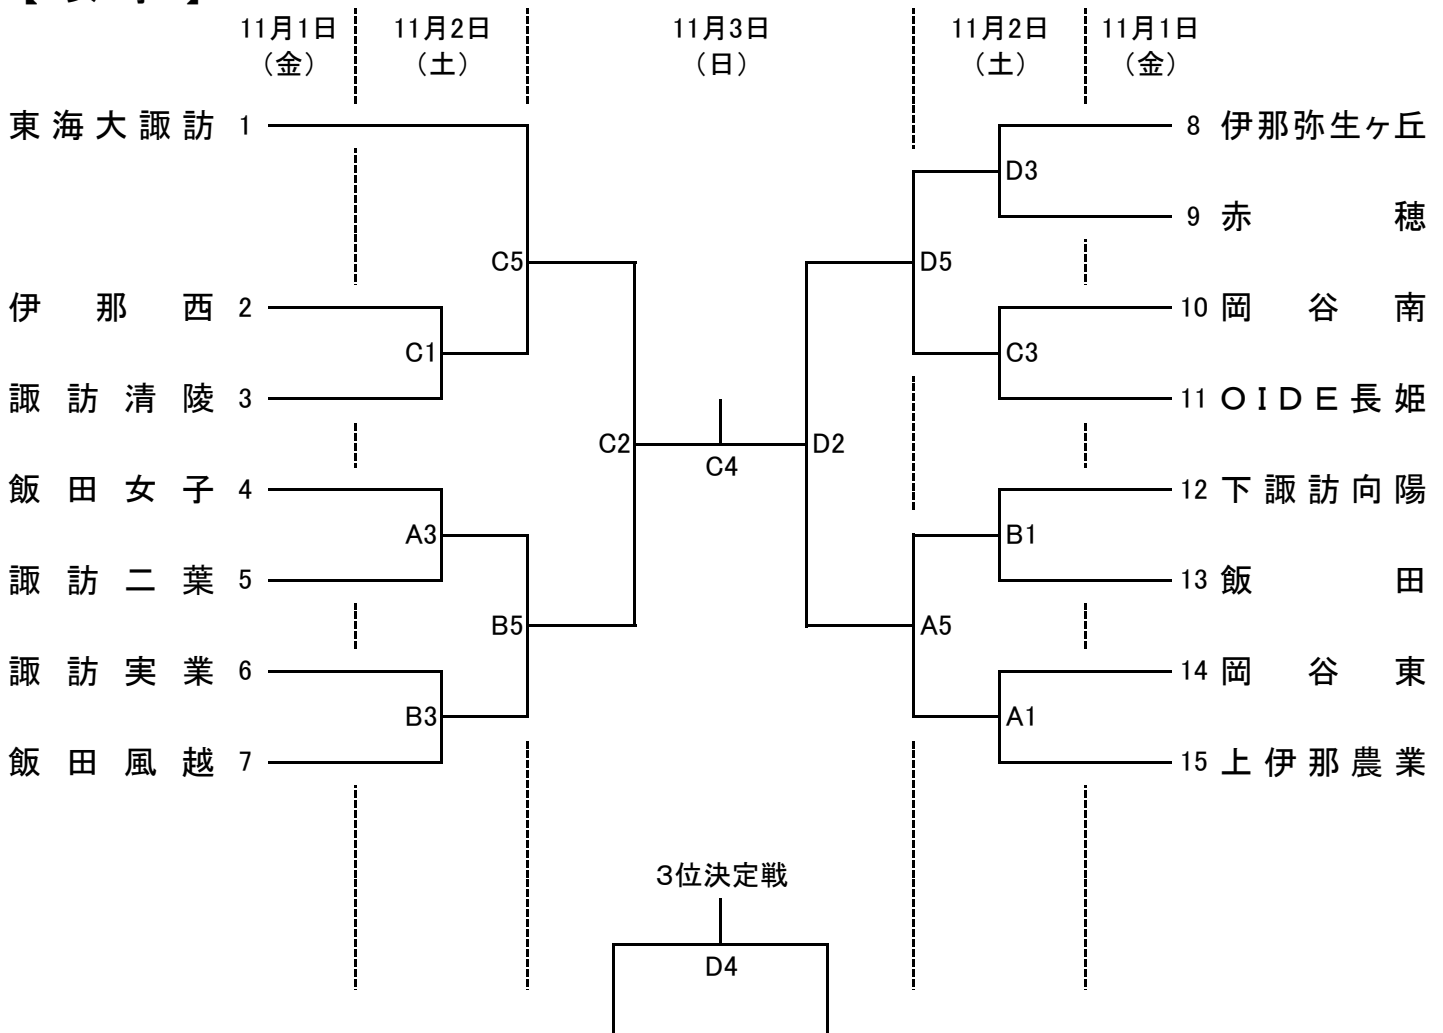 11月1日 11月2日 11月3日 11月2日 11月1日
（金） （土） （日） （土） （金）
東海大諏訪 1
伊那西 2
諏訪清陵 3
飯田女子 4
諏訪二葉 5
諏訪実業 6
飯田風越 7
C1
A3
B3
C5
B5
C2
C4
D2
D5
A5
D3
C3
B1
A1
8 伊那弥生ヶ丘
9 赤穂
10 岡谷南
11 ＯＩＤＥ長姫
12 下諏訪向陽
13 飯田
14 岡谷東
15 上伊那農業
３位決定戦
D4